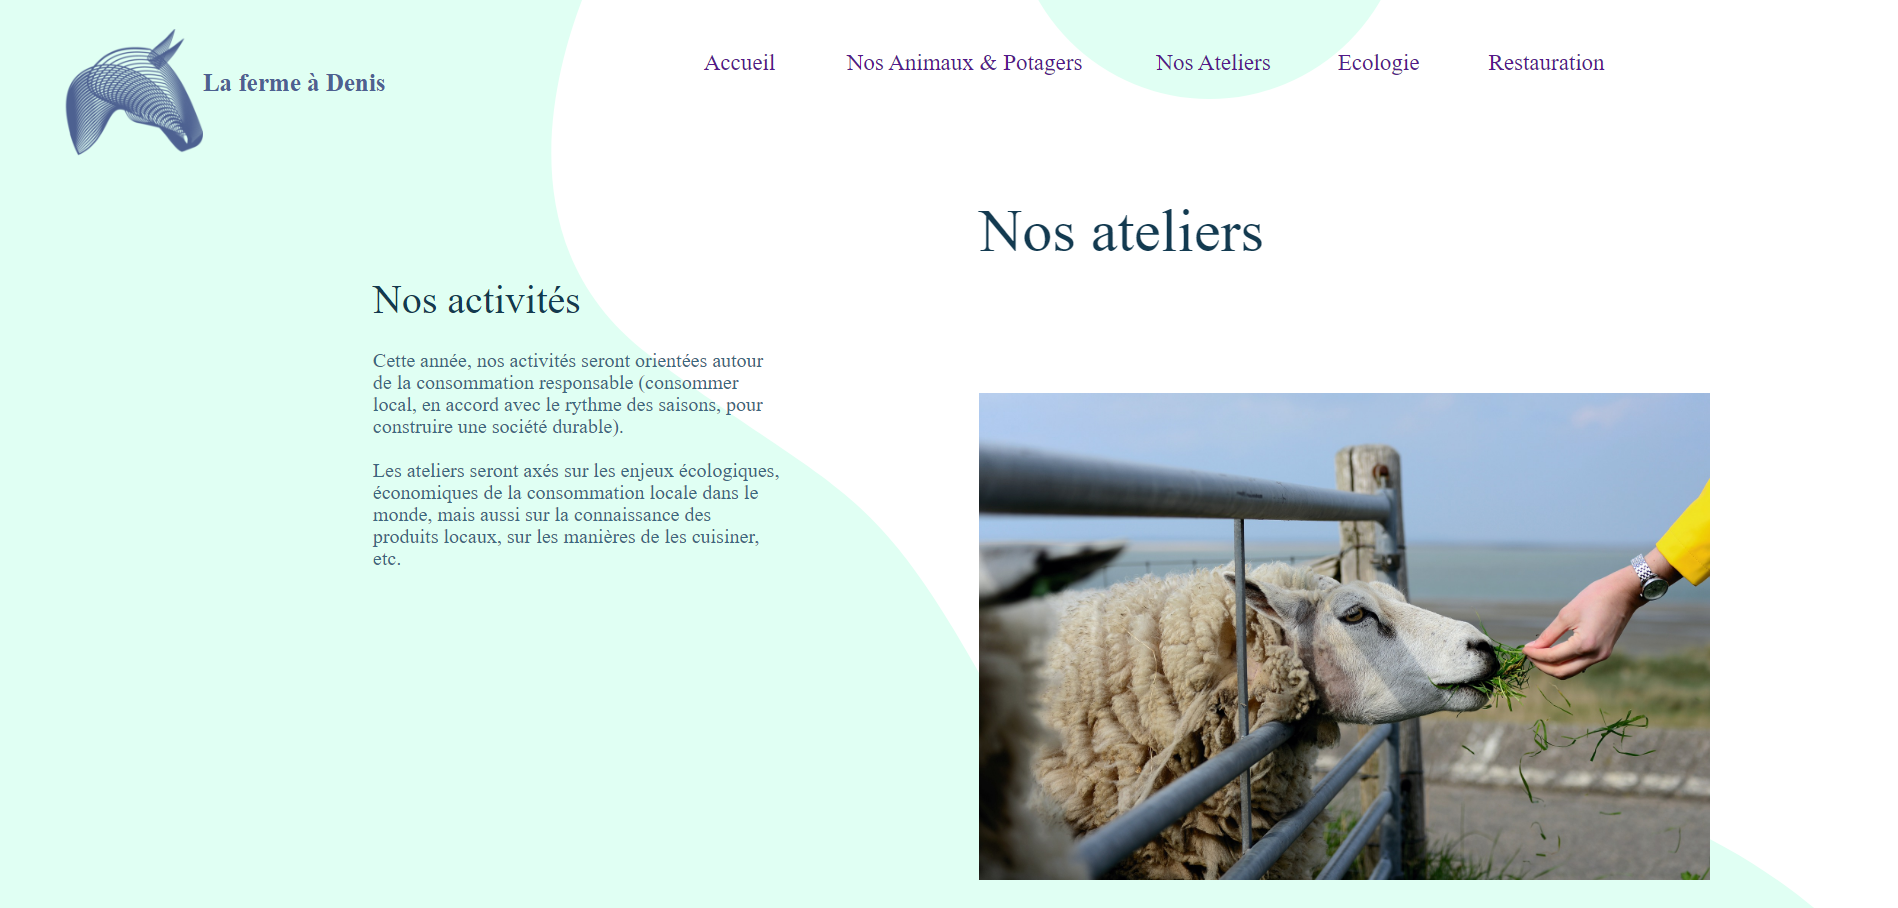 La ferme à Denis
Accueil
Nos Animaux & Potagers
Nos Ateliers
Ecologie
Restauration
Nos ateliers
Nos activités
Cette année, nos activités seront orientées autour
de la consommation responsable (consommer
local, en accord avec le rythme des saisons, pour
construire une société durable).
Les ateliers seront axés sur les enjeux écologiques,
économiques de la consommation locale dans le
monde, mais aussi sur la connaissance des
produits locaux, sur les manières de les cuisiner,
etc.